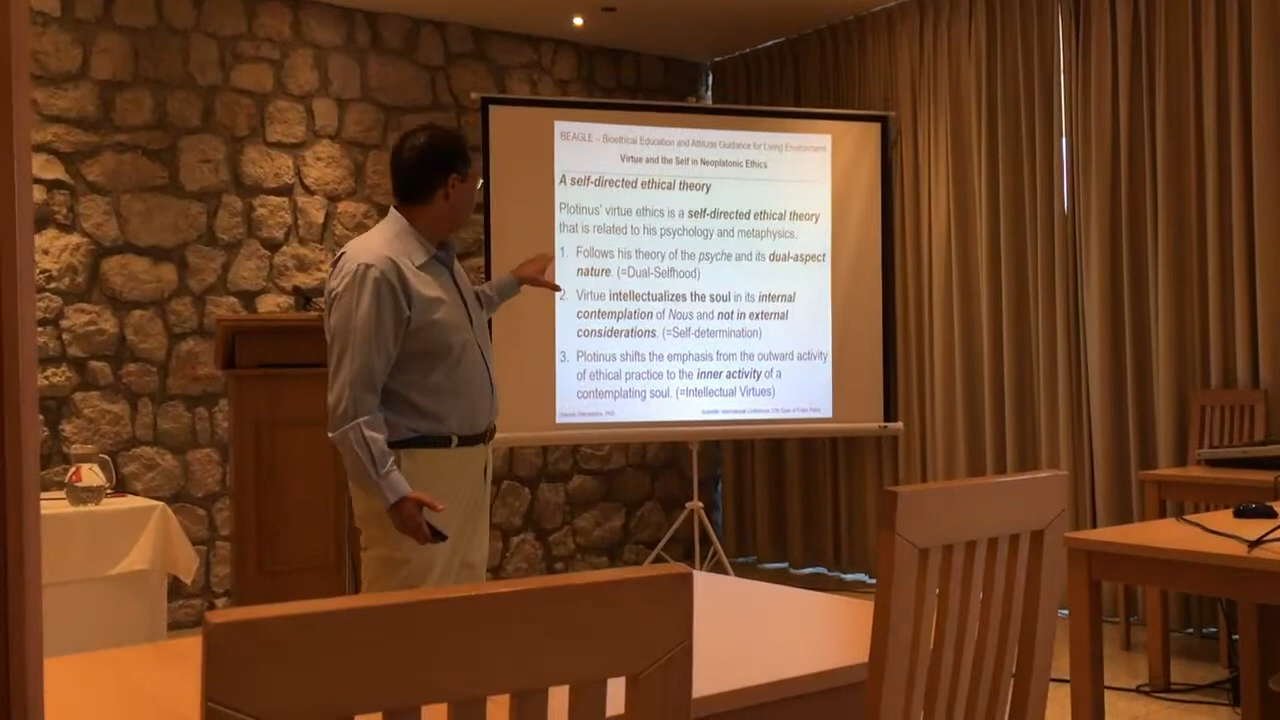 BEAGLE – Bioethical Education and Attitude Guidance for Living Environment
Virtue and the Self in Neoplatonic Ethics
A self-directed ethical theory
Plotinus' virtue ethics is a self-directed ethical theory
that is related to his psychology and metaphysics.
1. Follows his theory of the psyche and its dual-aspect
nature. (=Dual-Selfhood)
2. Virtue intellectualizes the soul in its internal
contemplation of Nous and not in external
considerations. (=Self-determination)
3. Plotinus shifts the emphasis from the outward activity
of ethical practice to the inner activity of a
contemplating soul. (=Intellectual Virtues)
PhD
Scientific International Conference